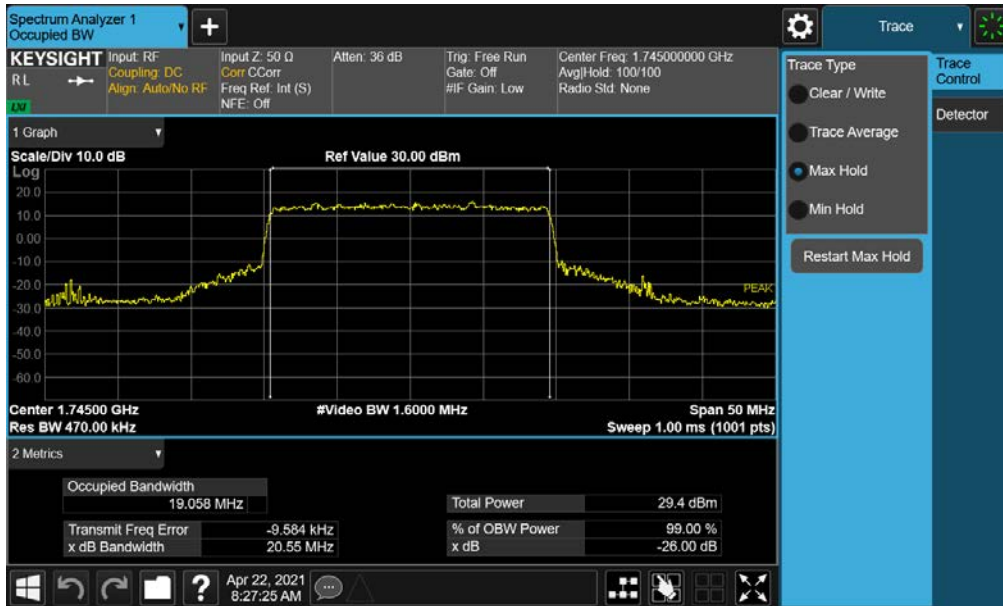 Spectrum Analyzer 1
Occupied BW
+
Trace
KEYSIGHT
RL
LXI
Input: RF
Coupling: DC
Align: Auto/No RF
Input Z: 50 Ω
Corr CCorr
Freq Ref: Int (S)
NFE: Off
Atten: 36 dB
Trig: Free Run
Gate: Off
#IF Gain: Low
Center Freq: 1.745000000 GHz
Avg|Hold: 100/100
Radio Std: None
Trace Type
Clear / Write
Trace Average
Max Hold
Min Hold
Restart Max Hold
Trace
Control
Detector
1 Graph
Scale/Div 10.0 dB
Ref Value 30.00 dBm
Log
20.0
10.0
0.00
-10.0
-20.0
-30.0
-40.0
-50.0
-60.0
PEAK
Center 1.74500 GHz
#Video BW 1.6000 MHz
Span 50 MHz
Res BW 470.00 kHz
Sweep 1.00 ms (1001 pts)
2 Metrics
Occupied Bandwidth
19.058 MHz
Total Power 29.4 dBm
Transmit Freq Error -9.584 kHz
% of OBW Power 99.00 %
x dB Bandwidth 20.55 MHz
x dB -26.00 dB
?
Apr 22, 2021
8:27:25 AM